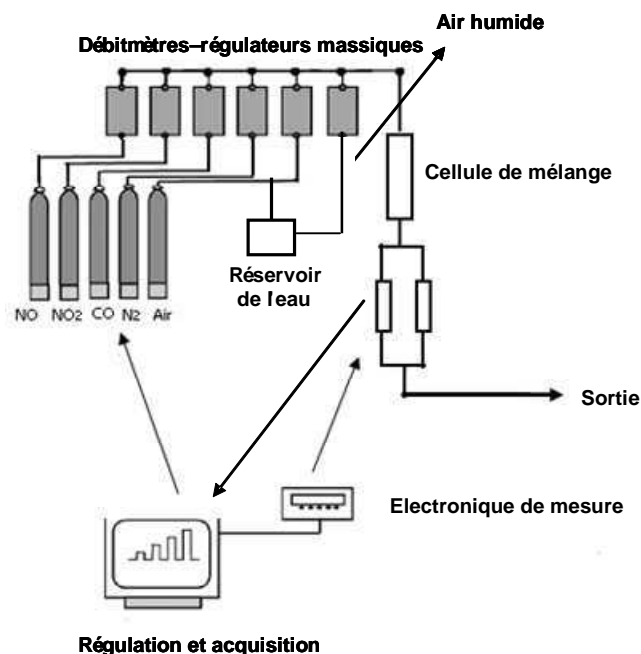 Air humide
Débitmètres–régulateurs massiques
Cellule de mélange
Réservoir
de l'eau
NO NO2 CO N2 Air
Sortie
Electronique de mesure
Régulation et acquisition